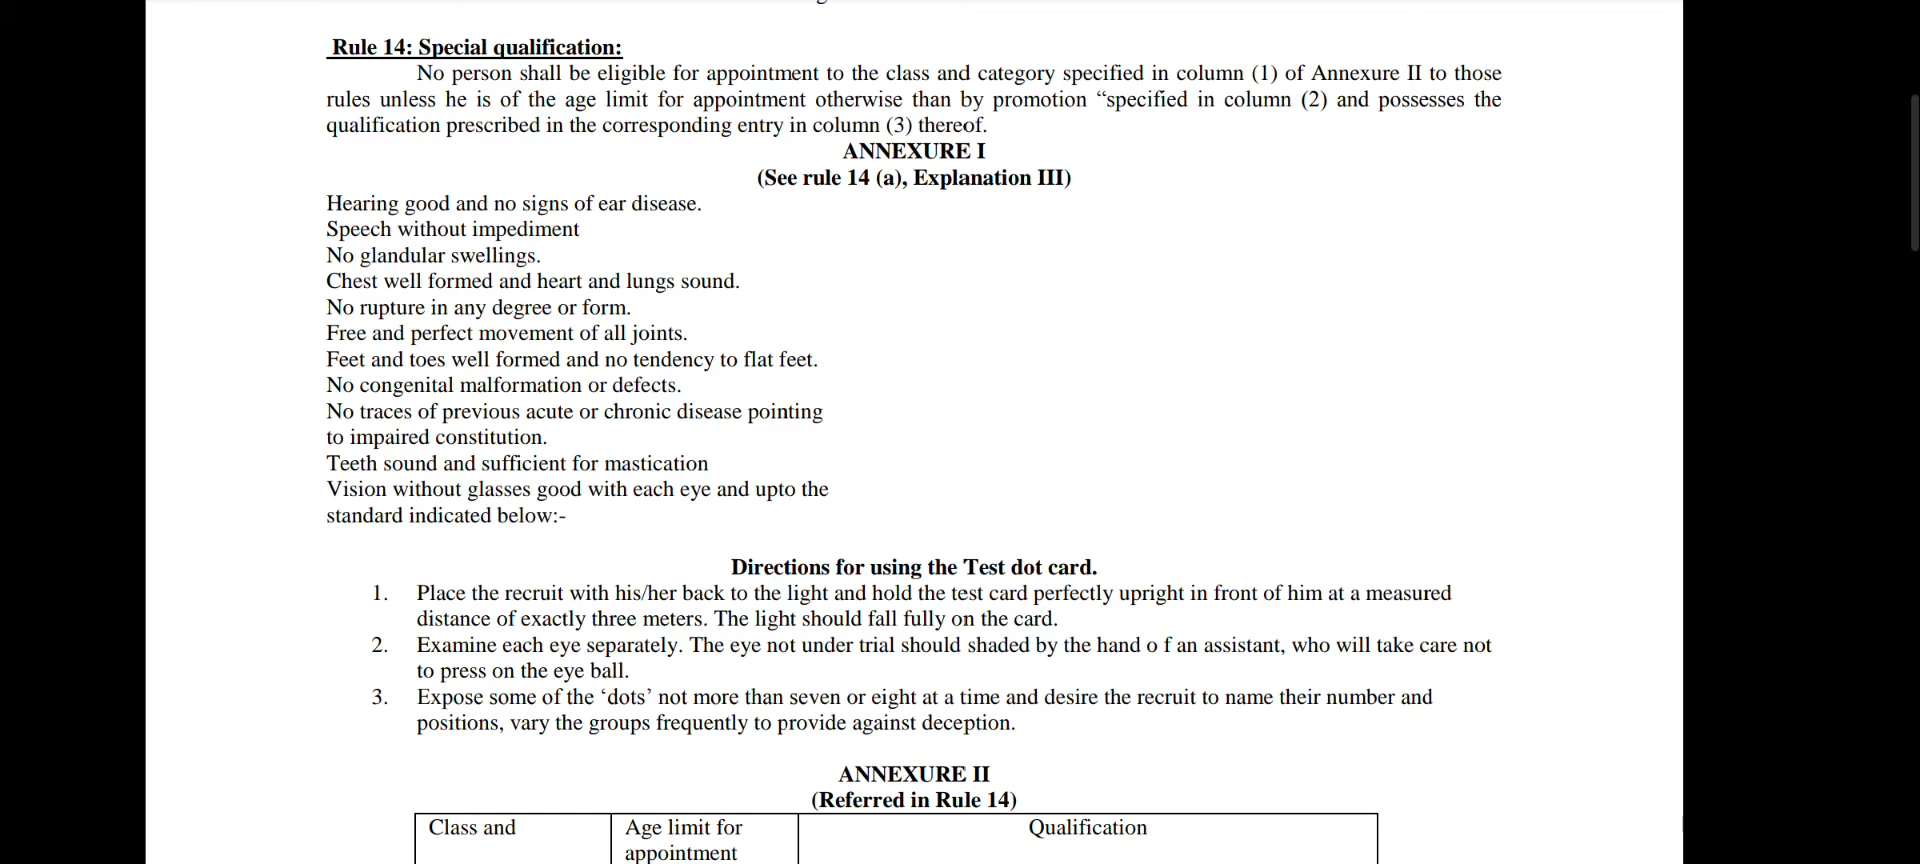 Rule 14: Special qualification:
No person shall be eligible for appointment to the class and category specified in column (1) of Annexure II to those
rules unless he is of the age limit for appointment otherwise than by promotion “specified in column (2) and possesses the
qualification prescribed in the corresponding entry in column (3) thereof.
ANNEXURE I
(See rule 14 (a), Explanation III)
Hearing good and no signs of ear disease.
Speech without impediment
No glandular swellings.
Chest well formed and heart and lungs sound.
No rupture in any degree or form.
Free and perfect movement of all joints.
Feet and toes well formed and no tendency to flat feet.
No congenital malformation or defects.
No traces of previous acute or chronic disease pointing
to impaired constitution.
Teeth sound and sufficient for mastication
Vision without glasses good with each eye and upto the
standard indicated below:-
Directions for using the Test dot card.
1. Place the recruit with his/her back to the light and hold the test card perfectly upright in front of him at a measured
distance of exactly three meters. The light should fall fully on the card.
2. Examine each eye separately. The eye not under trial should shaded by the hand o f an assistant, who will take care not
to press on the eye ball.
3. Expose some of the ‘dots’ not more than seven or eight at a time and desire the recruit to name their number and
positions, vary the groups frequently to provide against deception.
ANNEXURE II
(Referred in Rule 14)
Class and Age limit for Qualification
appointment